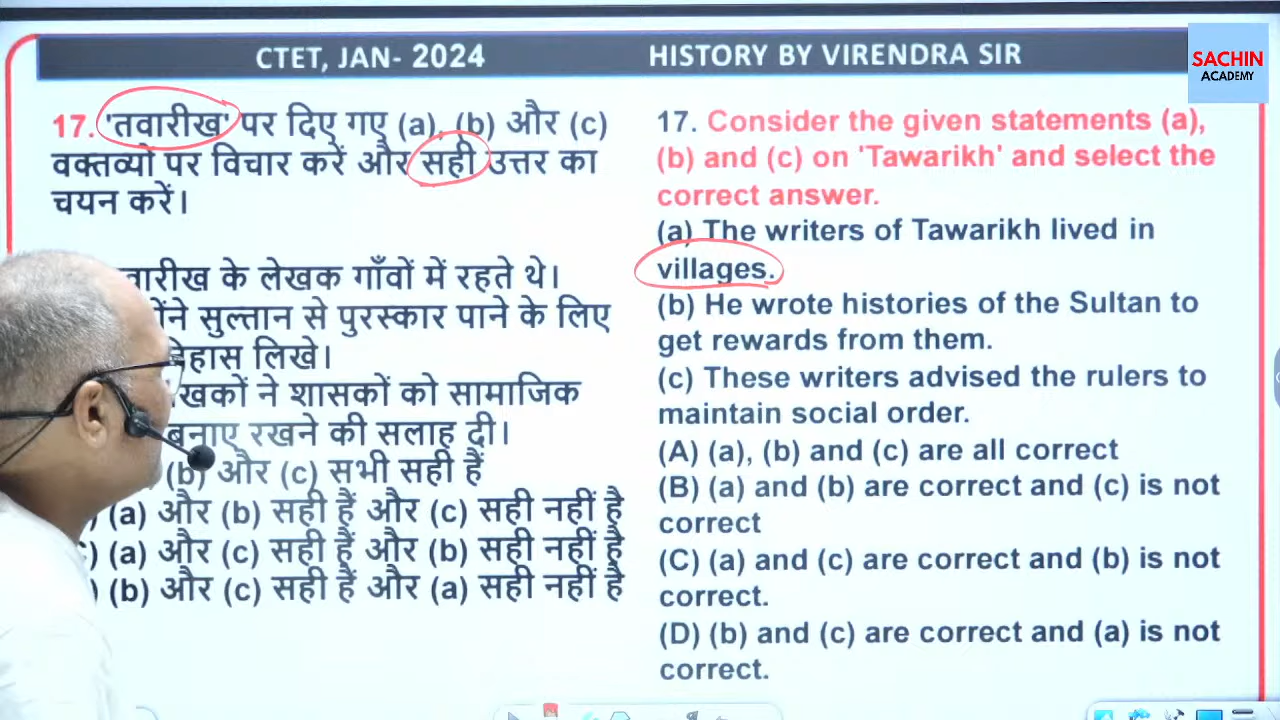 CTET, JAN- 2024 HISTORY BY VIRENDRA SIR
SACHIN
ACADEMY
17. 'तवारीख' पर दिए गए (a), (b) और (c)
वक्तव्यों पर विचार करें और सही उत्तर का
चयन करें।
के लेखक गाँवों में रहते थे।
सुल्तान से पुरस्कार पाने के लिए
लिखे।
ने शासकों को सामाजिक
बनाए रखने की सलाह दी।
(b) और (c) सभी सही हैं
(a) और (b) सही हैं और (c) सही नहीं है
(a) और (c) सही हैं और (b) सही नहीं है
(b) और (c) सही हैं और (a) सही नहीं है
17. Consider the given statements (a),
(b) and (c) on 'Tawarikh' and select the
correct answer.
(a) The writers of Tawarikh lived in
villages.
(b) He wrote histories of the Sultan to
get rewards from them.
(c) These writers advised the rulers to
maintain social order.
(A) (a), (b) and (c) are all correct
(B) (a) and (b) are correct and (c) is not
correct
(C) (a) and (c) are correct and (b) is not
correct.
(D) (b) and (c) are correct and (a) is not
correct.